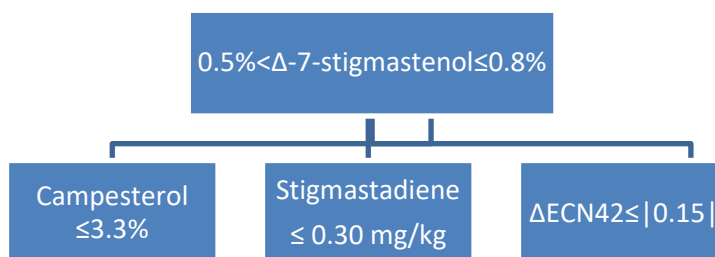 0.5%<Δ-7-stigmastenol≤0.8%
Campesterol
≤3.3%
Stigmastadiene
≤ 0.30 mg/kg
ΔECN42≤|0.15|